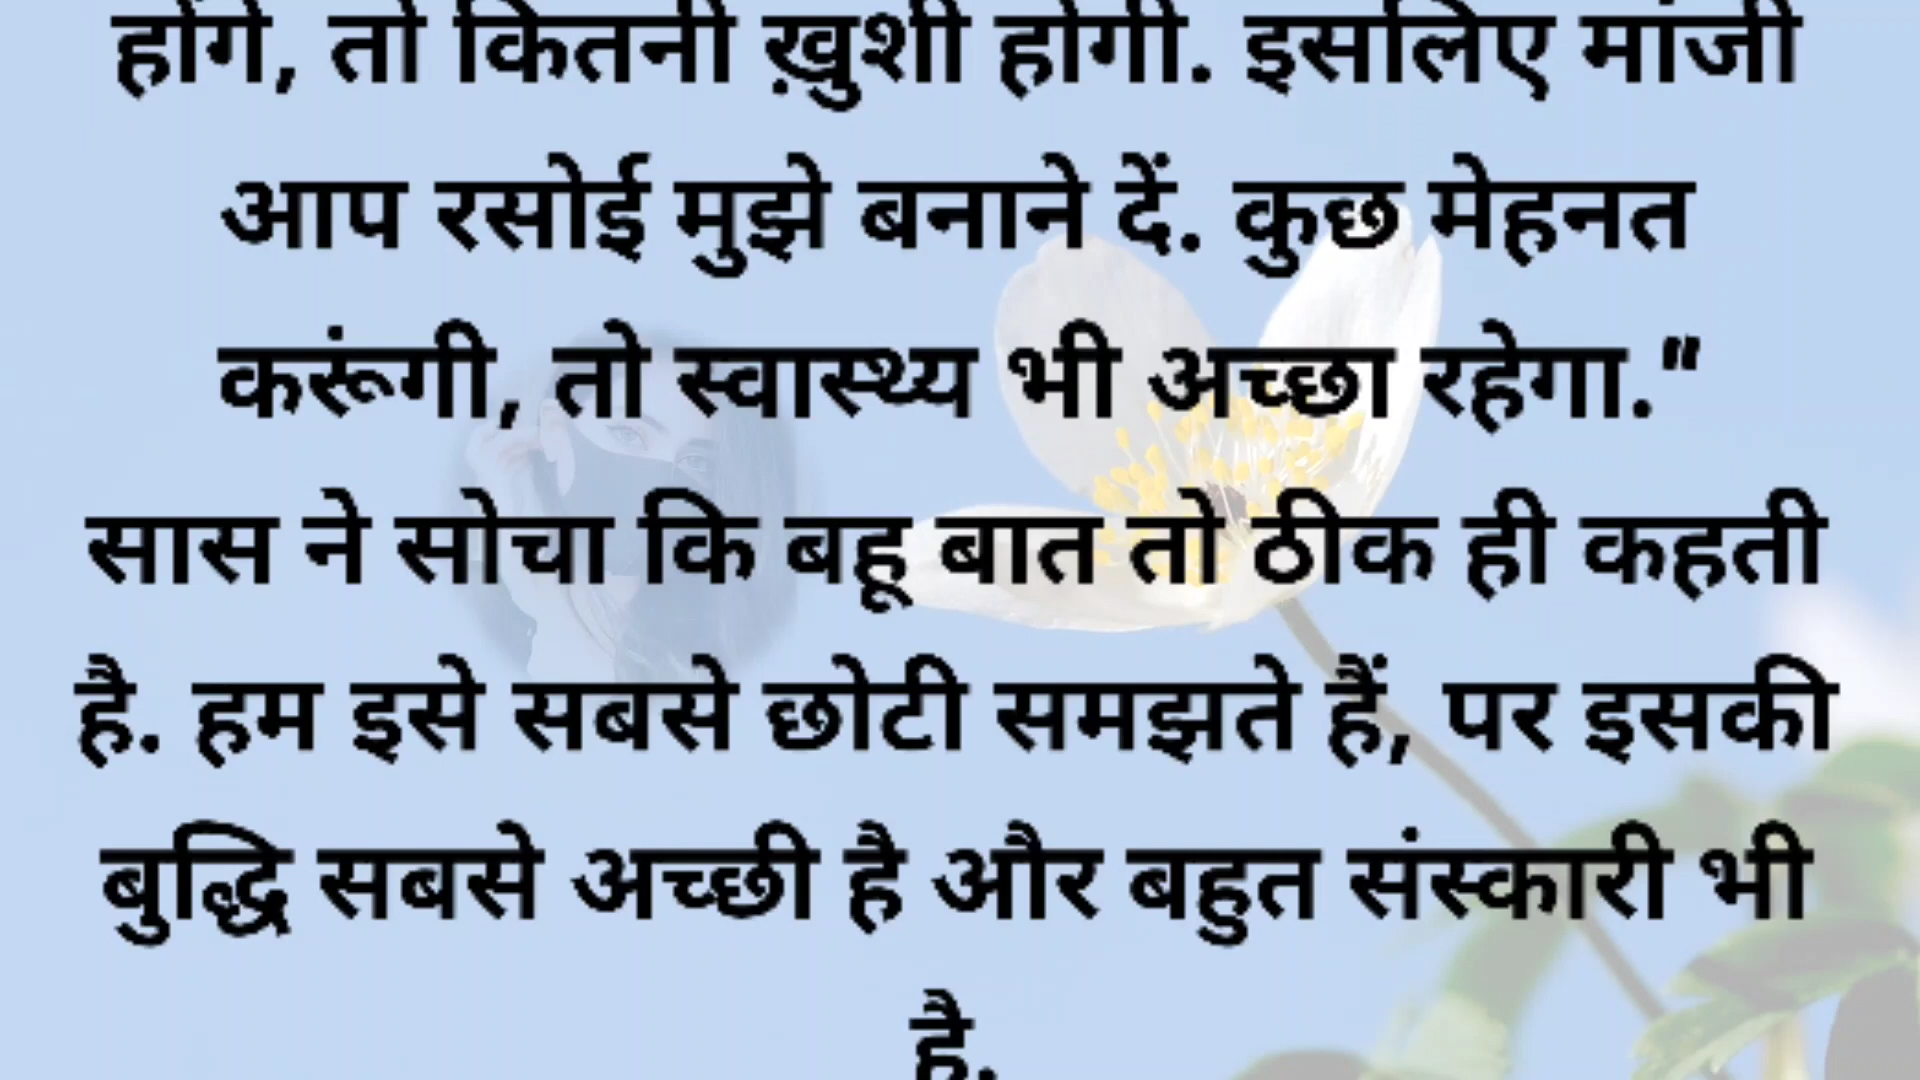 होंगे, तो कितनी ख़ुशी होगी. इसलिए मांजी
आप रसोई मुझे बनाने दें. कुछ मेहनत
करूंगी, तो स्वास्थ्य भी अच्छा रहेगा."
सास ने सोचा कि बहू बात तो ठीक ही कहती
है. हम इसे सबसे छोटी समझते हैं, पर इसकी
बुद्धि सबसे अच्छी है और बहुत संस्कारी भी
है.